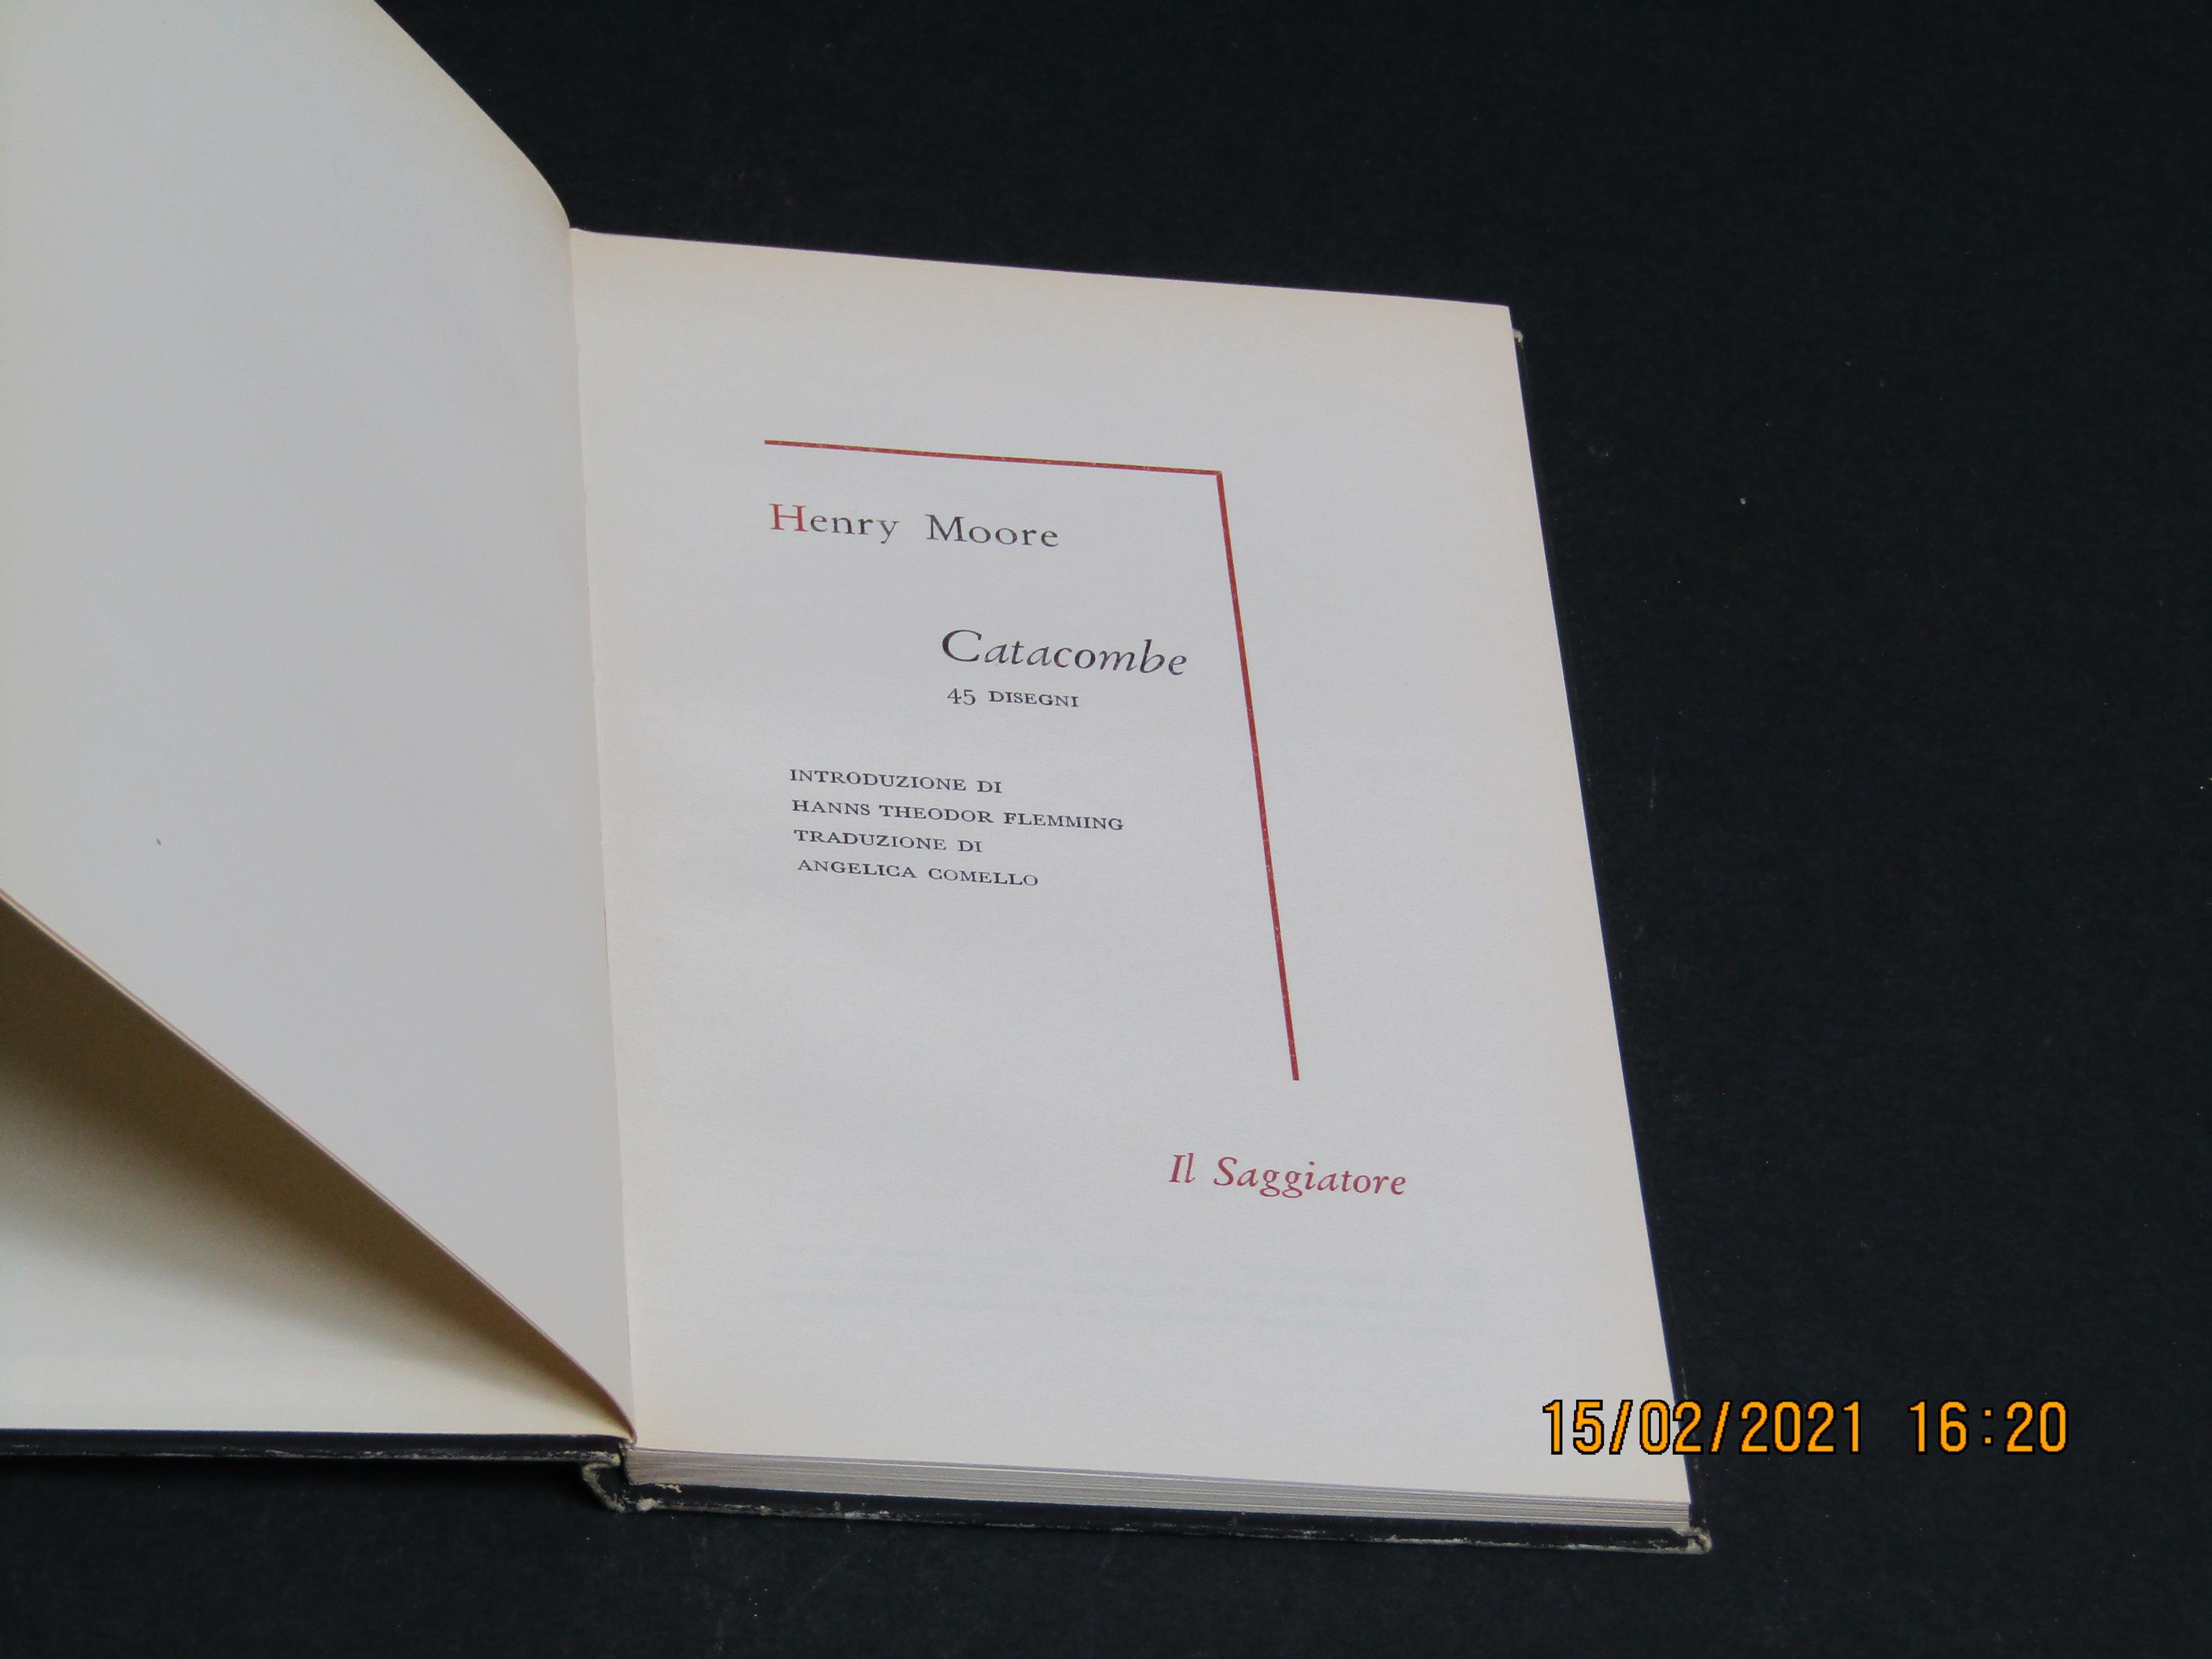 Henry Moore
Catacombe
45 DISEGNI
INTRODUZIONE DI
HANNS THEODOR FLEMMING
TRADUZIONE DI
ANGELICA COMELLO
Il Saggiatore
15/02/2021 16:20